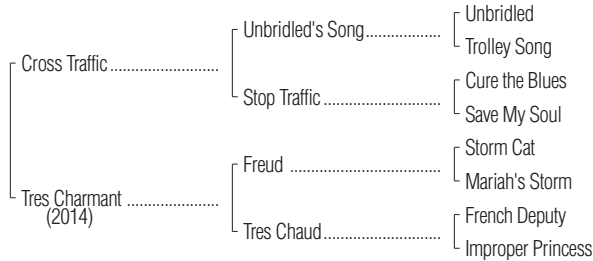 Unbridled
Unbridled's Song
Trolley Song
Cross Traffic
Cure the Blues
Stop Traffic
Save My Soul
Storm Cat
Freud
Mariah's Storm
Tres Charmant
(2014)
French Deputy
Tres Chaud
Improper Princess